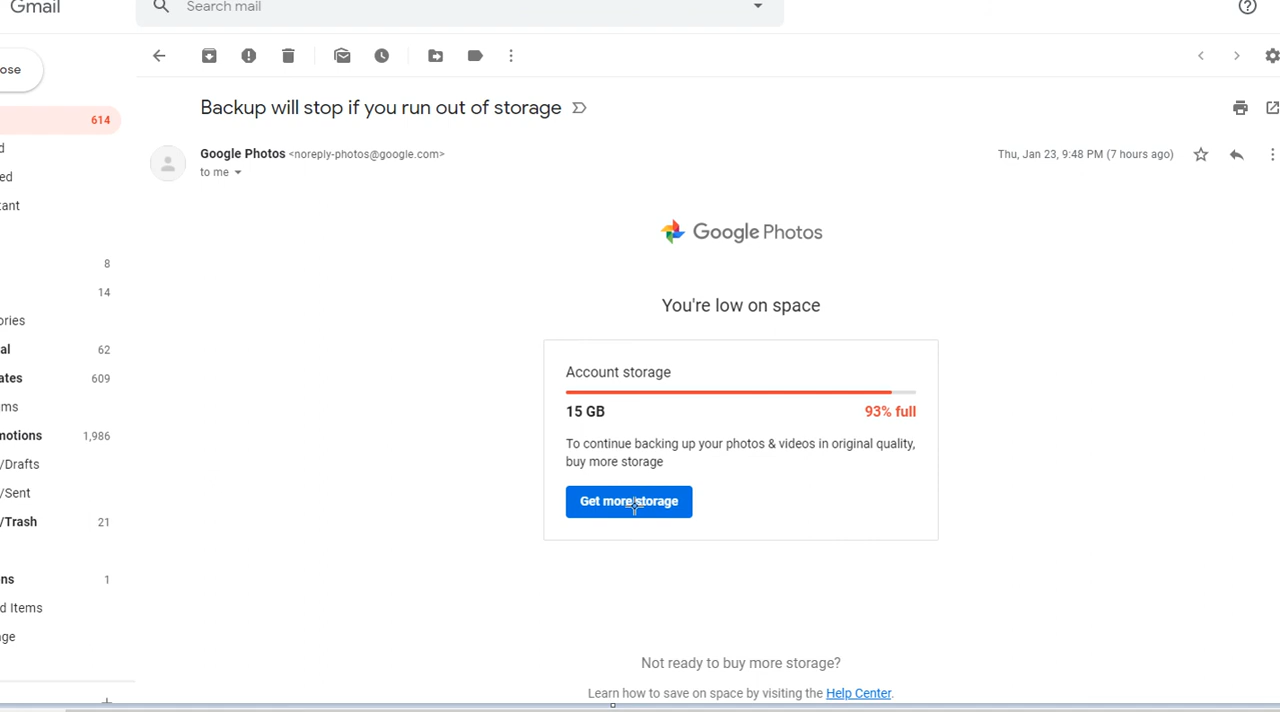 Gmail
Search mail
ose
614
Backup will stop if you run out of storage
d
Google Photos <noreply-photos@google.com>
Thu, Jan 23, 9:48 PM (7 hours ago)
to me
ed
tant
Google Photos
8
14
You're low on space
ories
al 62
Account storage
ates 609
15 GB 93% full
ms
motions 1,986
To continue backing up your photos & videos in original quality,
buy more storage
/Drafts
/Sent
Get more storage
/Trash 21
ns 1
d Items
age
Not ready to buy more storage?
Learn how to save on space by visiting the Help Center.